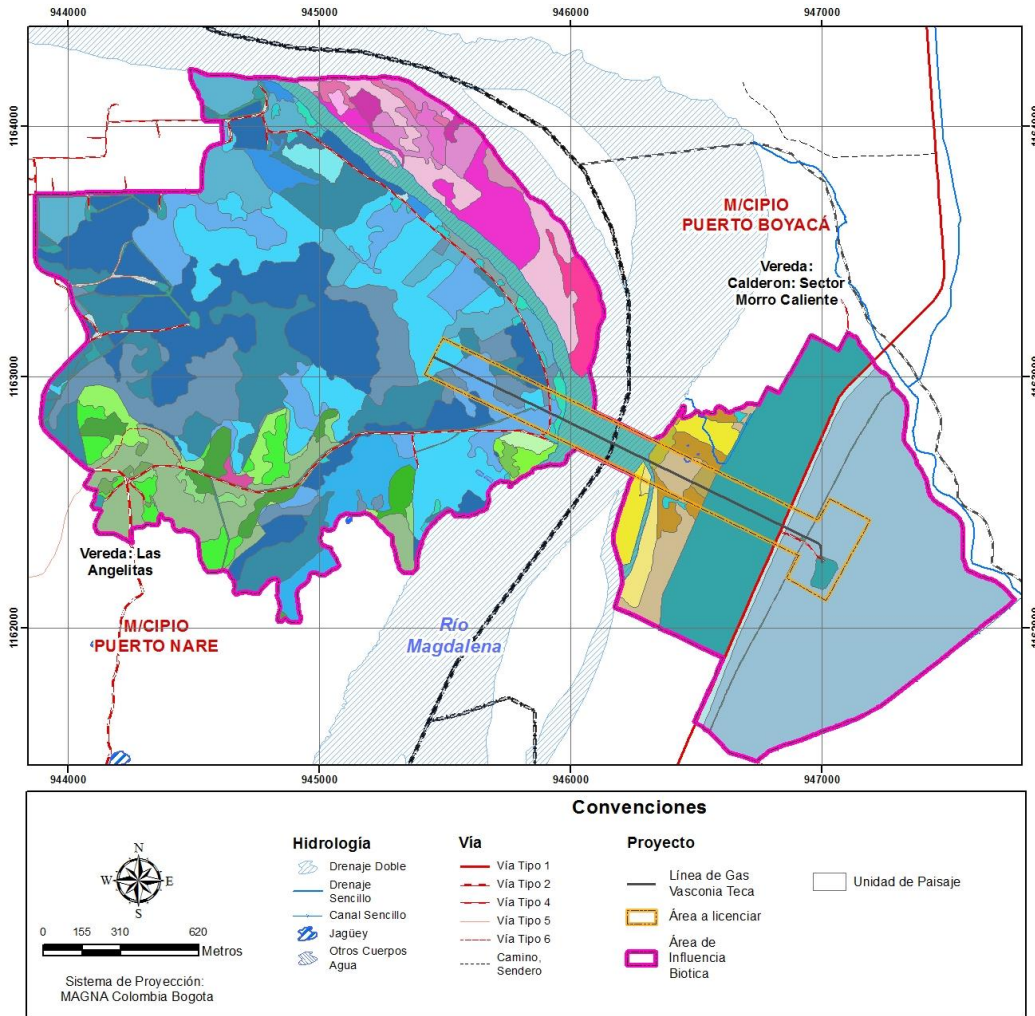 944000 945000 946000 947000
1164000
1164000
M/CIPIO
PUERTO BOYACÁ
Vereda:
Calderon: Sector
Morro Caliente
1163000
1163000
Vereda: Las
Angelitas
M/CIPIO
PUERTO NARE
Río
Magdalena
1162000
1162000
944000 945000 946000 947000
Convenciones
N
W E
S
0 155 310 620
Metros
Sistema de Proyección:
MAGNA Colombia Bogota
Hidrología
Drenaje Doble
Drenaje
Sencillo
Canal Sencillo
Jagüey
Otros Cuerpos
Agua
Vía
Vía Tipo 1
Vía Tipo 2
Vía Tipo 4
Vía Tipo 5
Vía Tipo 6
Camino,
Sendero
Proyecto
Línea de Gas
Vasconia Teca
Área a licenciar
Área de
Influencia
Biotica
Unidad de Paisaje